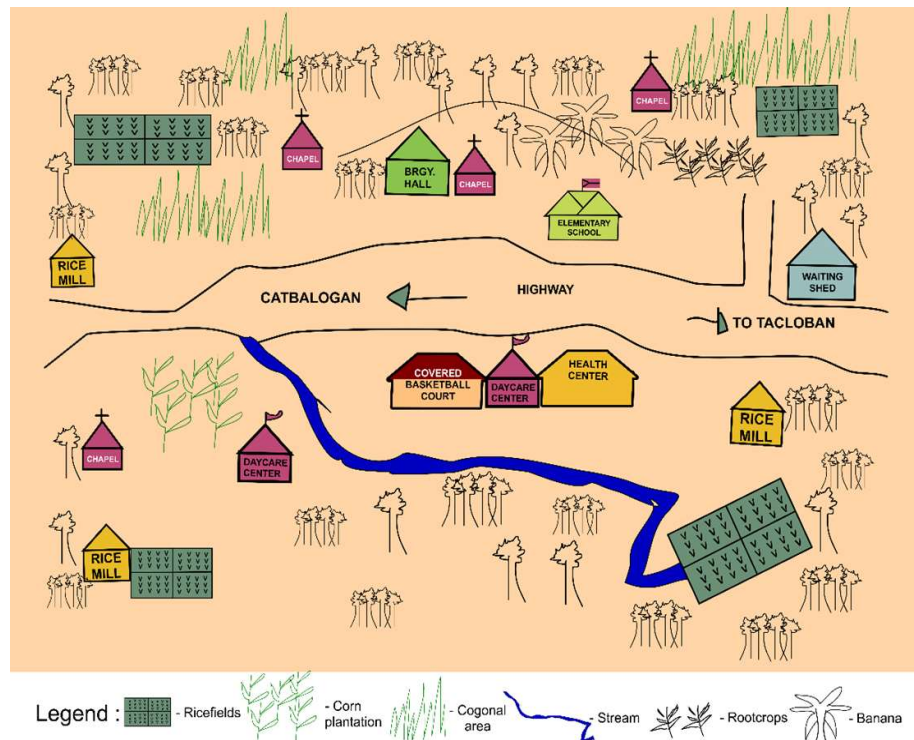 CHAPEL
CHAPEL
BRGY.
HALL
CHAPEL
ELEMENTARY
SCHOOL
RICE
MILL
WAITING
SHED
CATBALOGAN
HIGHWAY
TO TACLOBAN
COVERED
BASKETBALL
COURT
DAYCARE
CENTER
HEALTH
CENTER
RICE
MILL
CHAPEL
DAYCARE
CENTER
RICE
MILL
Legend : - Ricefields - Corn plantation - Cogonal area - Stream - Rootcrops - Banana